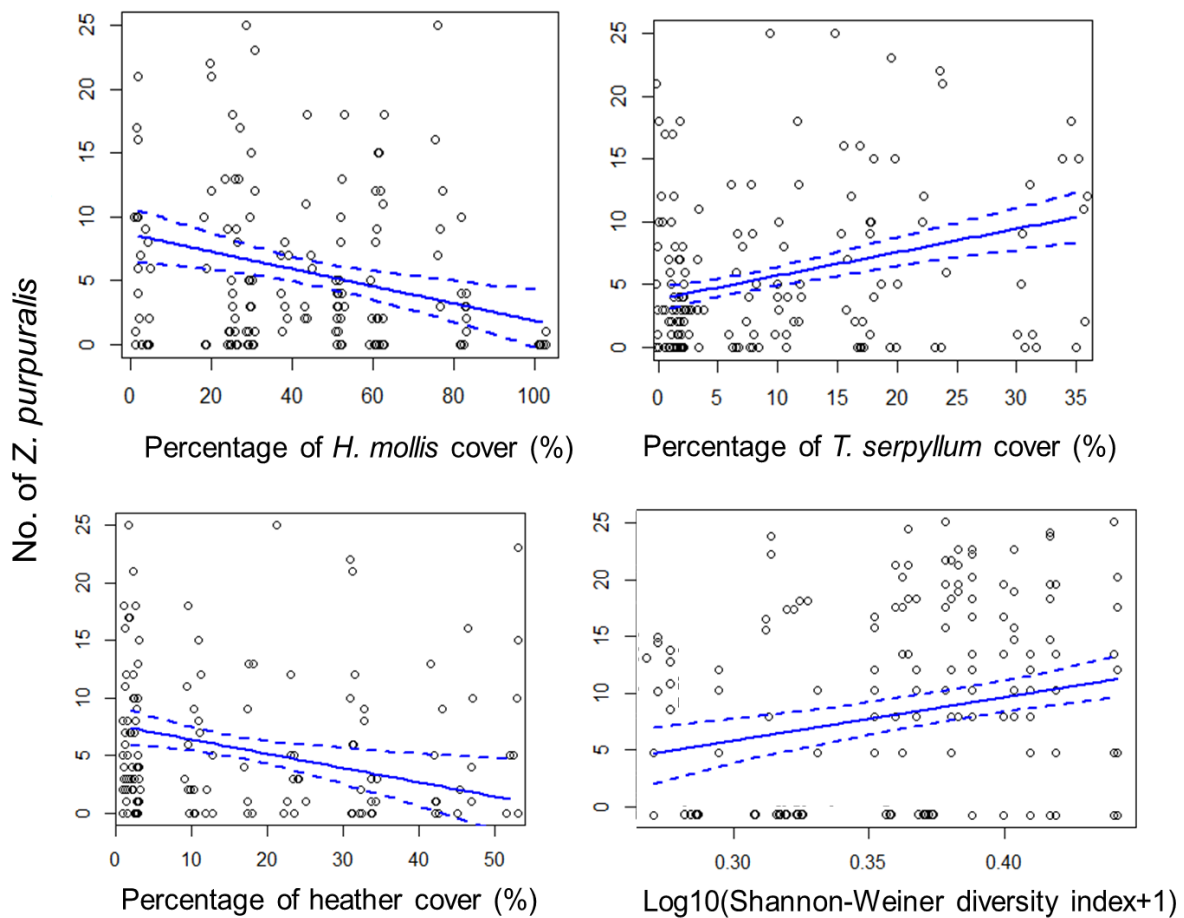 No. of Z. purpuralis
25
20
15
10
5
0
0 20 40 60 80 100
Percentage of H. mollis cover (%)
25
20
15
10
5
0
0 5 10 15 20 25 30 35
Percentage of T. serpyllum cover (%)
25
20
15
10
5
0
0 10 20 30 40 50
Percentage of heather cover (%)
25
20
15
10
5
0
0.30 0.35 0.40
Log10(Shannon-Weiner diversity index+1)